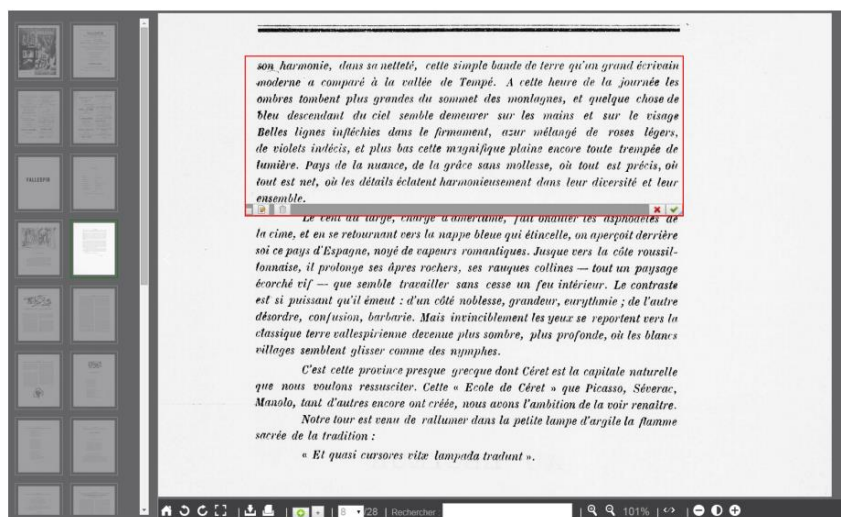 son harmonie, dans sa netteté, cette simple bande de terre qu'un grand écrivain
moderne a comparé à la vallée de Tempé. A cette heure de la journée les
ombres tombent plus grandes du sommet des montagnes, et quelque chose de
bleu descendant du ciel semble demeurer sur les mains et sur le visage
Belles lignes infléchies dans le firmament, azur mélangé de roses légers,
de violets indécis, et plus bas cette magnifique plaine encore toute trempée de
lumière. Pays de la nuance, de la grâce sans mollesse, où tout est précis, où
tout est net, où les détails éclatent harmonieusement dans leur diversité et leur
ensemble.
Le vent du large, chargé d'amertume, fait onduler les asphodèles de
la cime, et en se retournant vers la nappe bleue qui étincelle, on aperçoit derrière
soi ce pays d'Espagne, noyé de vapeurs romantiques. Jusque vers la côte roussil-
lonnaise, il prolonge ses âpres rochers, ses rauques collines — tout un paysage
écorché vif — que semble travailler sans cesse un feu intérieur. Le contraste
est si puissant qu'il émeut : d'un côté noblesse, grandeur, eurythmie ; de l'autre
désordre, confusion, barbarie. Mais invinciblement les yeux se reportent vers la
classique terre vallespirienne devenue plus sombre, plus profonde, où les blancs
villages semblent glisser comme des nymphes.
C'est cette province presque grecque dont Céret est la capitale naturelle
que nous voulons ressusciter. Cette « Ecole de Céret » que Picasso, Séverac,
Manolo, tant d'autres encore ont créée, nous avons l'ambition de la voir renaître.
Notre tour est venu de rallumer dans la petite lampe d'argile la flamme
sacrée de la tradition :
« Et quasi cursores vitæ lampada tradunt ».
VALLESPIR
8 /28 Rechercher 101%